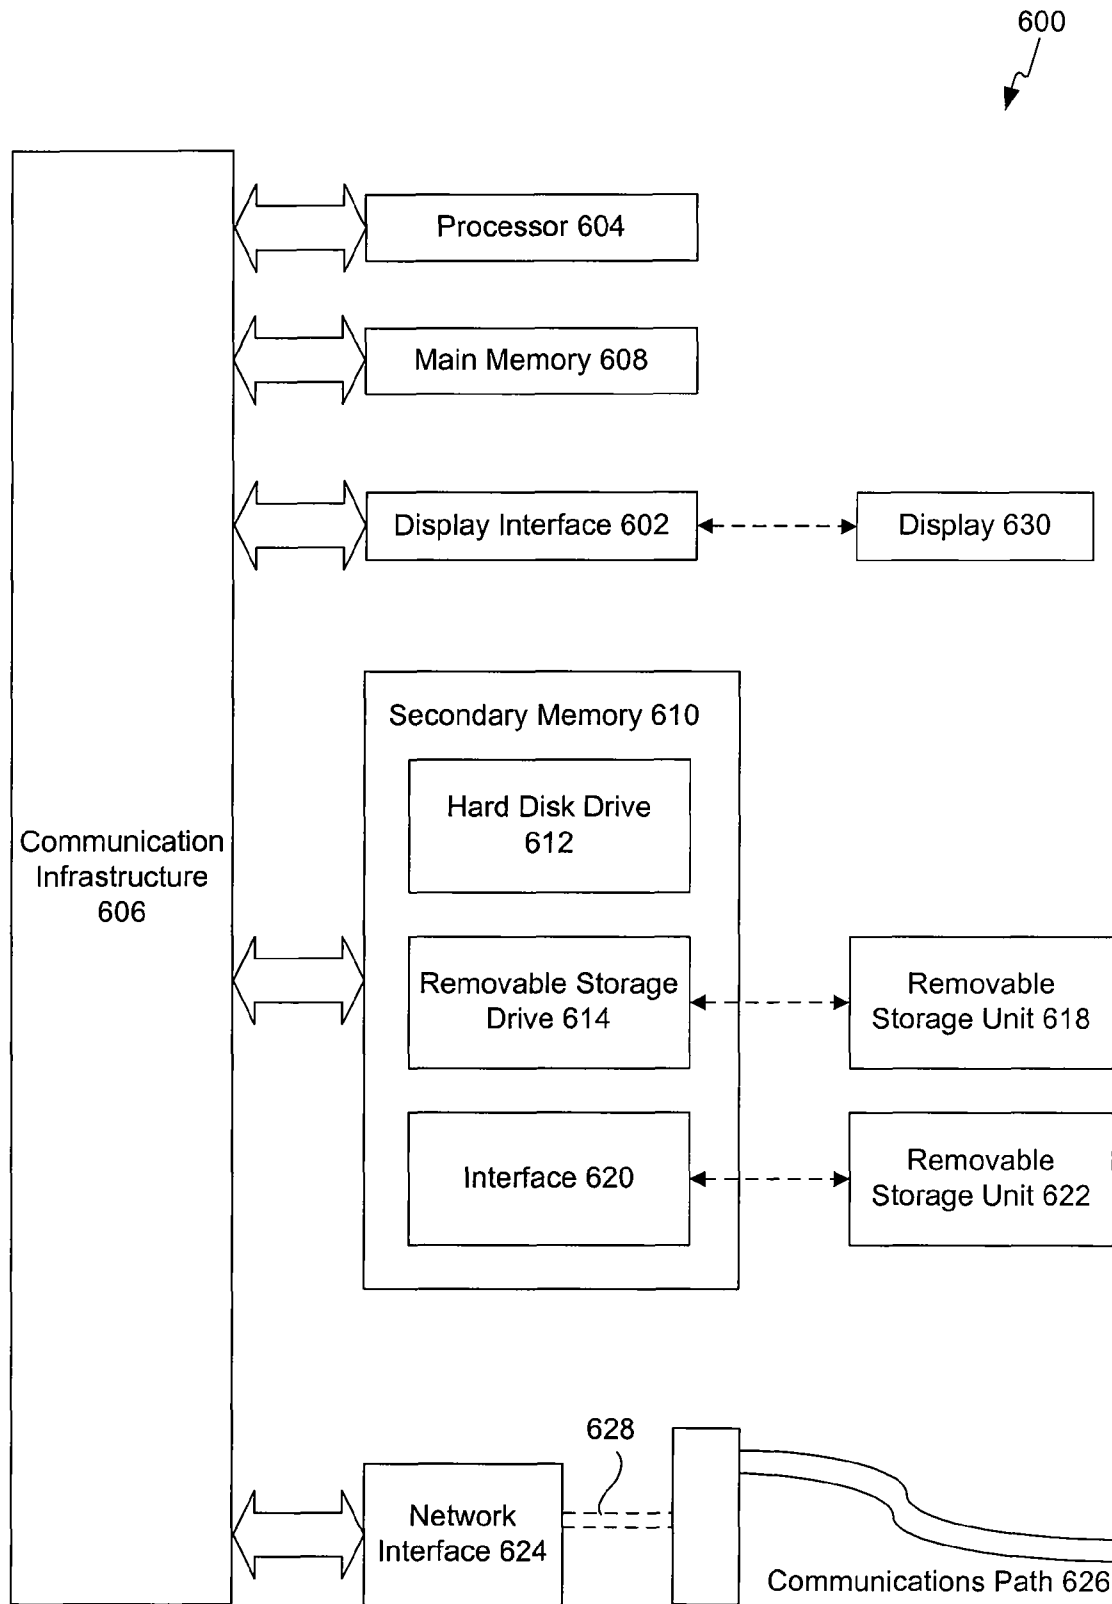 600
Processor 604
Main Memory 608
Display Interface 602
Display 630
Secondary Memory 610
Hard Disk Drive
612
Communication
Infrastructure
606
Removable Storage
Drive 614
Removable
Storage Unit 618
Interface 620
Removable
Storage Unit 622
628
Network
Interface 624
Communications Path 626